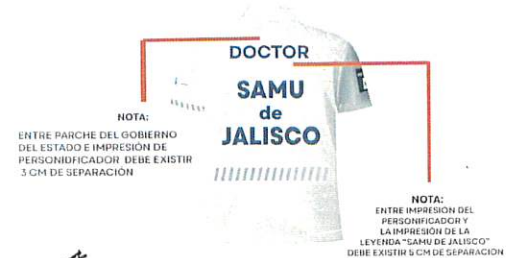 DOCTOR
SAMU
de
JALISCO
NOTA:
ENTRE PARCHE DEL GOBIERNO
DEL ESTADO E IMPRESIÓN DE
PERSONIDFICADOR DEBE EXISTIR
3 CM DE SEPARACIÓN
NOTA:
ENTRE IMPRESION DEL
PERSONIFICADOR Y
LA IMPRESIÓN DE LA
LEYENDA "SAMU DE JALISCO"
DEBE EXISTIR 5 CM DE SEPARACION